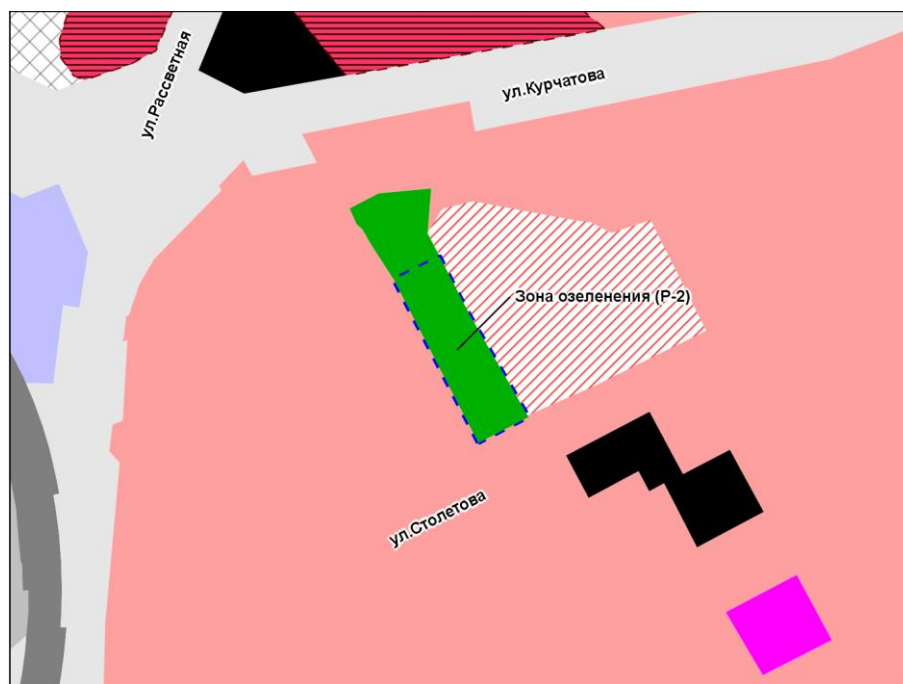 ул.Рассветная
ул.Курчатова
Зона озеленения (Р-2)
ул.Столетова